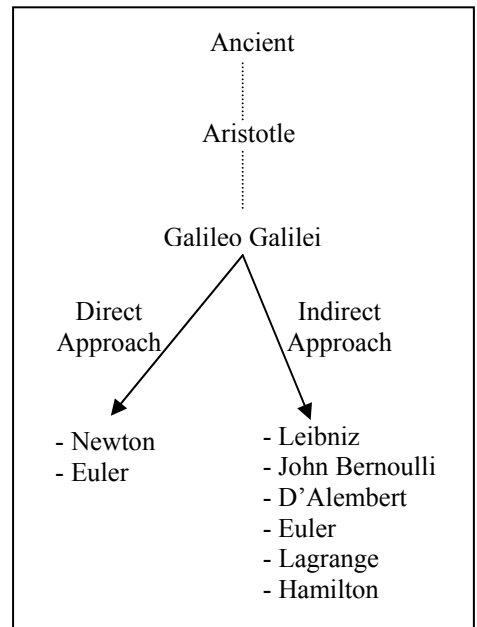 Ancient
Aristotle
Galileo Galilei
Direct
Approach
Indirect
Approach
- Newton
- Euler
- Leibniz
- John Bernoulli
- D’Alembert
- Euler
- Lagrange
- Hamilton